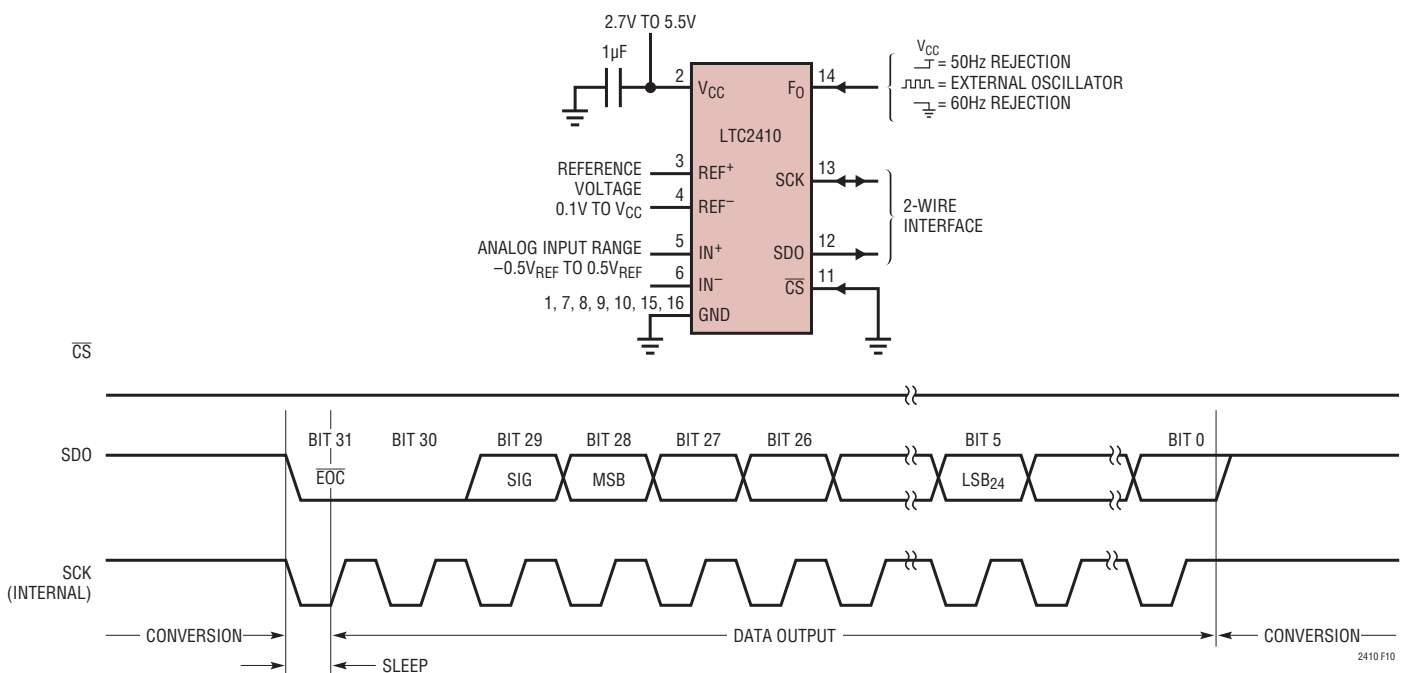 2.7V TO 5.5V
1µF
2
VCC
LTC2410
REFERENCE
VOLTAGE
0.1V TO VCC
3
REF+
4
REF−
ANALOG INPUT RANGE
−0.5VREF TO 0.5VREF
5
IN+
6
IN−
1, 7, 8, 9, 10, 15, 16
GND
FO
14
VCC
= 50Hz REJECTION
= EXTERNAL OSCILLATOR
= 60Hz REJECTION
SCK
13
SDO
12
2-WIRE
INTERFACE
CS
11
CS
SDO
BIT 31
BIT 30
BIT 29
BIT 28
BIT 27
BIT 26
BIT 5
BIT 0
EOC
SIG
MSB
LSB24
SCK
(INTERNAL)
CONVERSION
DATA OUTPUT
CONVERSION
SLEEP
2410 F10